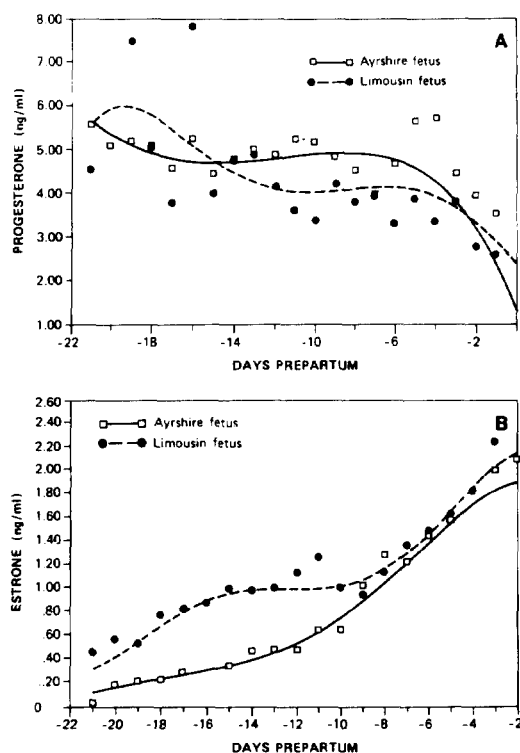 8.00
A
Ayrshire fetus
Limousin fetus
7.00
6.00
5.00
4.00
3.00
2.00
1.00
PROGESTERONE (ng/ml)
-22 -18 -14 -10 -6 -2
DAYS PREPARTUM
2.60
B
Ayrshire fetus
Limousin fetus
2.40
2.20
2.00
1.80
1.60
1.40
1.20
1.00
.80
.60
.40
.20
0
ESTRONE (ng/ml)
-22 -20 -18 -16 -14 -12 -10 -8 -6 -4 -2
DAYS PREPARTUM